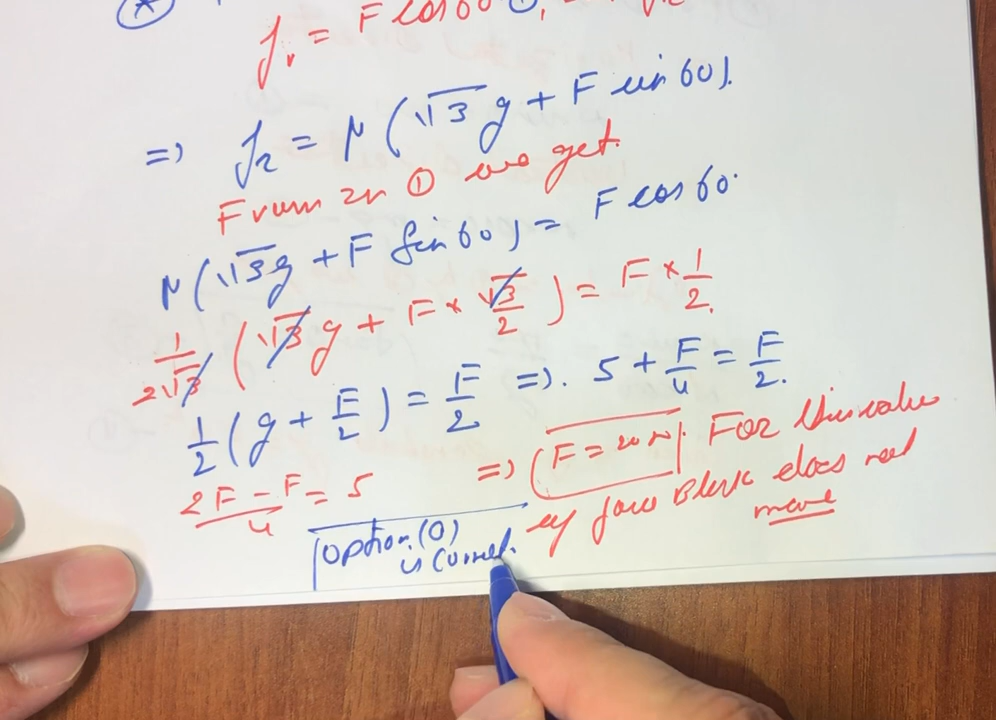 f₁ = F cos 60
⇒ f₂ = μ (√3 g + F sin 60).
From ① we get.
μ (√3g + F Sin 60) = F cos 60.
1/2√3 (√3 g + F × √3/2) = F × 1/2.
1/2 (g + F/2) = F/2 ⇒. 5 + F/4 = F/2.
2F - F/4 = 5 ⇒ F = 20 N. For this value
of force Block does not
move
option. (0)
is correct.